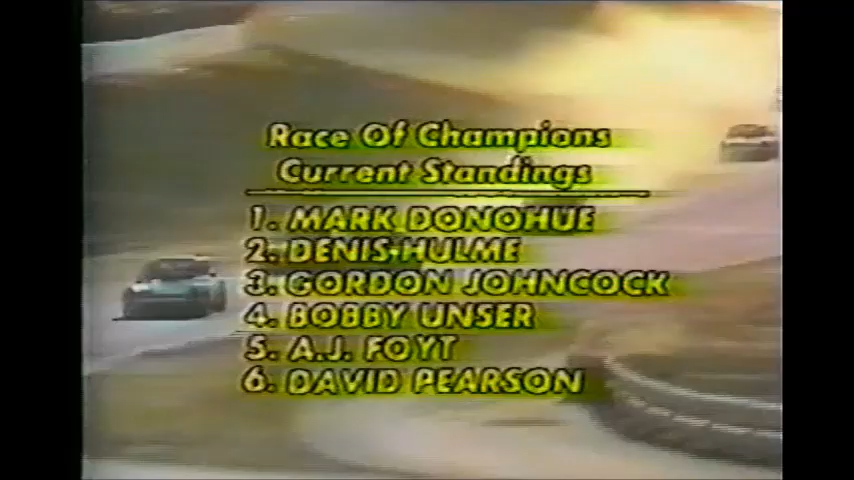 Race Of Champions
Current Standings
1. MARK DONOHUE
2. DENIS HULME
3. GORDON JOHNCOCK
4. BOBBY UNSER
5. A.J. FOYT
6. DAVID PEARSON